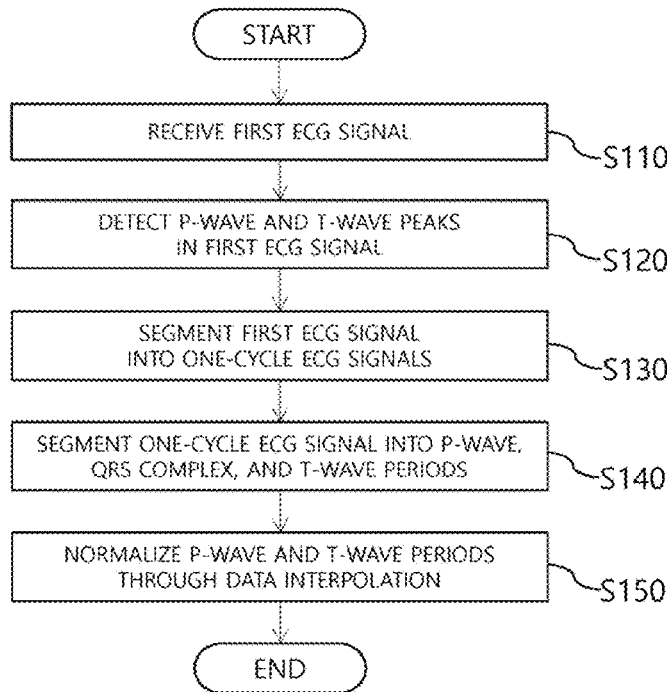 START
RECEIVE FIRST ECG SIGNAL
S110
DETECT P-WAVE AND T-WAVE PEAKS
IN FIRST ECG SIGNAL
S120
SEGMENT FIRST ECG SIGNAL
INTO ONE-CYCLE ECG SIGNALS
S130
SEGMENT ONE-CYCLE ECG SIGNAL INTO P-WAVE,
QRS COMPLEX, AND T-WAVE PERIODS
S140
NORMALIZE P-WAVE AND T-WAVE PERIODS
THROUGH DATA INTERPOLATION
S150
END